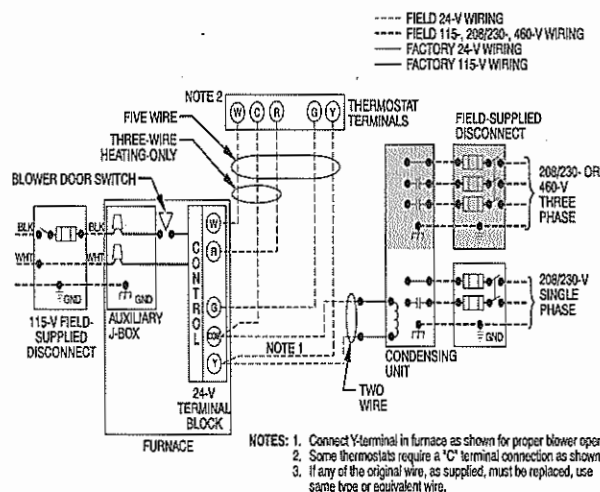 FIELD 24-V WIRING
FIELD 115-, 208/230-, 460-V WIRING
FACTORY 24-V WIRING
FACTORY 115-V WIRING
NOTE 2
W C R G Y
THERMOSTAT
TERMINALS
FIVE WIRE
THREE-WIRE
HEATING-ONLY
BLOWER DOOR SWITCH
FIELD-SUPPLIED
DISCONNECT
208/230- OR
460-V
THREE
PHASE
BLK
BLK
WHT
WHT
GND
GND
115-V FIELD-
SUPPLIED
DISCONNECT
AUXILIARY
J-BOX
CONTROL
W
R
G
COM
Y
24-V
TERMINAL
BLOCK
FURNACE
NOTE 1
TWO
WIRE
CONDENSING
UNIT
208/230-V
SINGLE
PHASE
GND
NOTES: 1. Connect Y-terminal in furnace as shown for proper blower oper
2. Some thermostats require a "C" terminal connection as shown
3. If any of the original wire, as supplied, must be replaced, use
same type or equivalent wire.